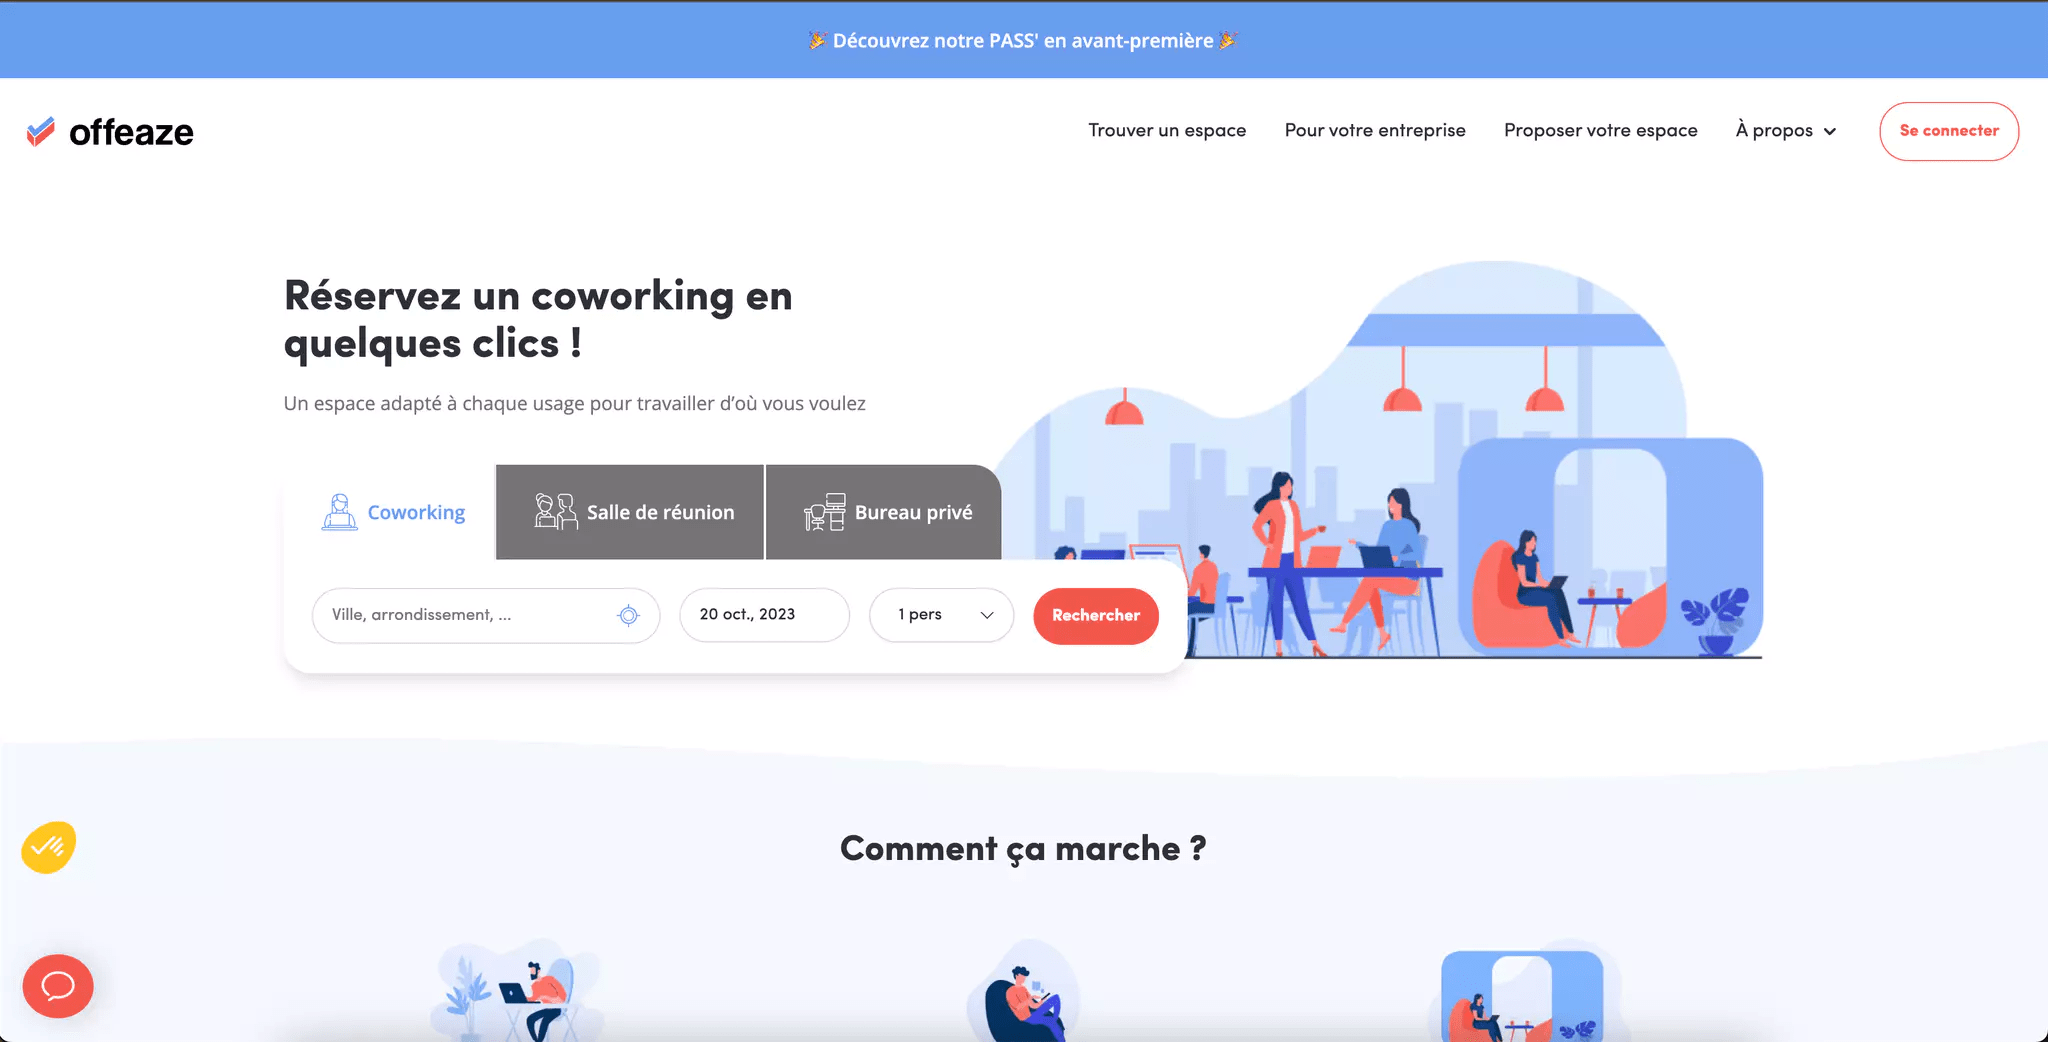 🎉 Découvrez notre PASS' en avant-première 🎉
offeaze
Trouver un espace
Pour votre entreprise
Proposer votre espace
À propos
Se connecter
Réservez un coworking en
quelques clics !
Un espace adapté à chaque usage pour travailler d’où vous voulez
Coworking
Salle de réunion
Bureau privé
Ville, arrondissement, ...
20 oct., 2023
1 pers
Rechercher
Comment ça marche ?